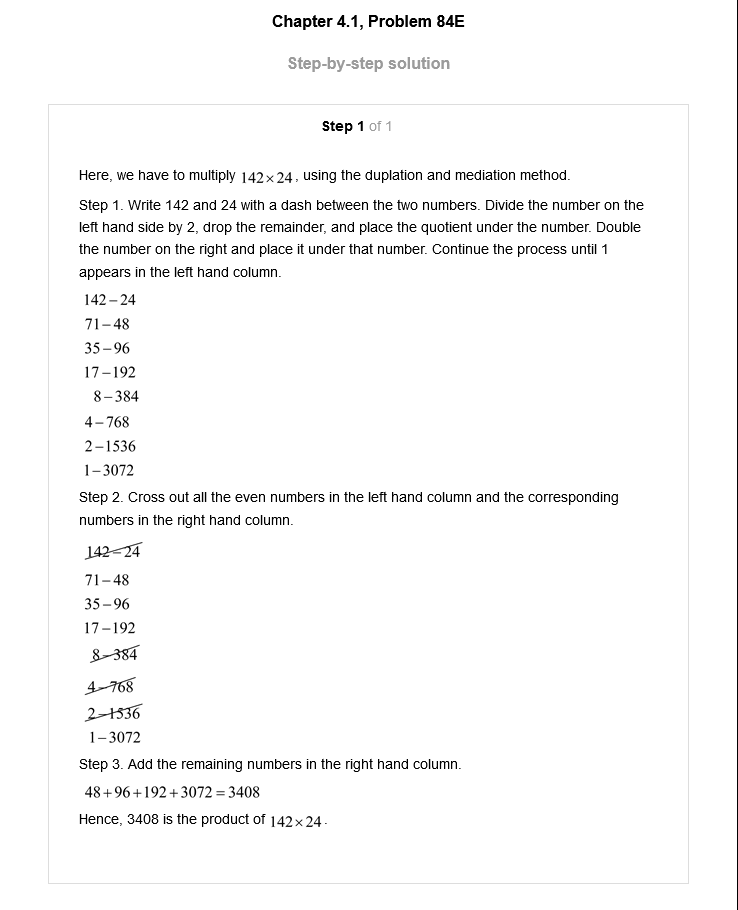 Chapter 4.1, Problem 84E
Step-by-step solution
Step 1 of 1
Here, we have to multiply 142×24, using the duplation and mediation method.
Step 1. Write 142 and 24 with a dash between the two numbers. Divide the number on the
left hand side by 2, drop the remainder, and place the quotient under the number. Double
the number on the right and place it under that number. Continue the process until 1
appears in the left hand column.
142–24
71–48
35–96
17–192
8–384
4–768
2–1536
1–3072
Step 2. Cross out all the even numbers in the left hand column and the corresponding
numbers in the right hand column.
142–24
71–48
35–96
17–192
8–384
4–768
2–1536
1–3072
Step 3. Add the remaining numbers in the right hand column.
48+96+192+3072=3408
Hence, 3408 is the product of 142×24.